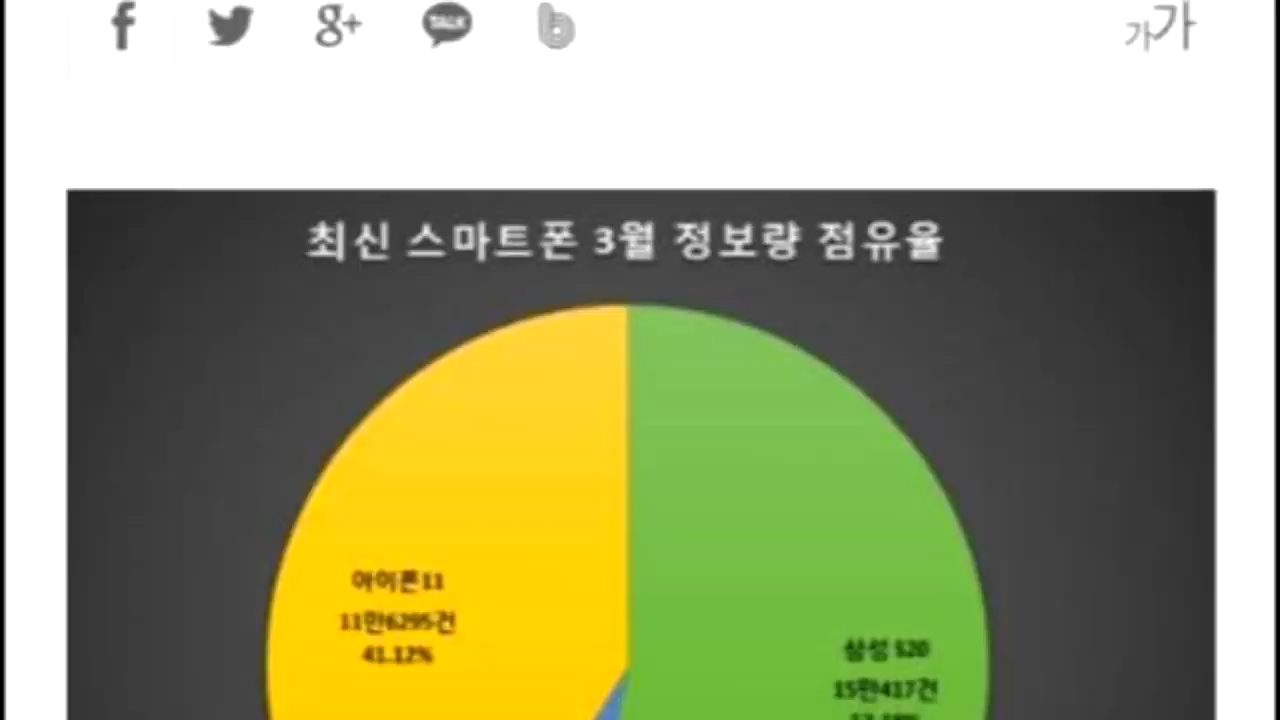 f
g+
TALK
b
가가
최신 스마트폰 3월 정보량 점유율
아이폰11
11만6295건
41.12%
삼성 S20
15만417건